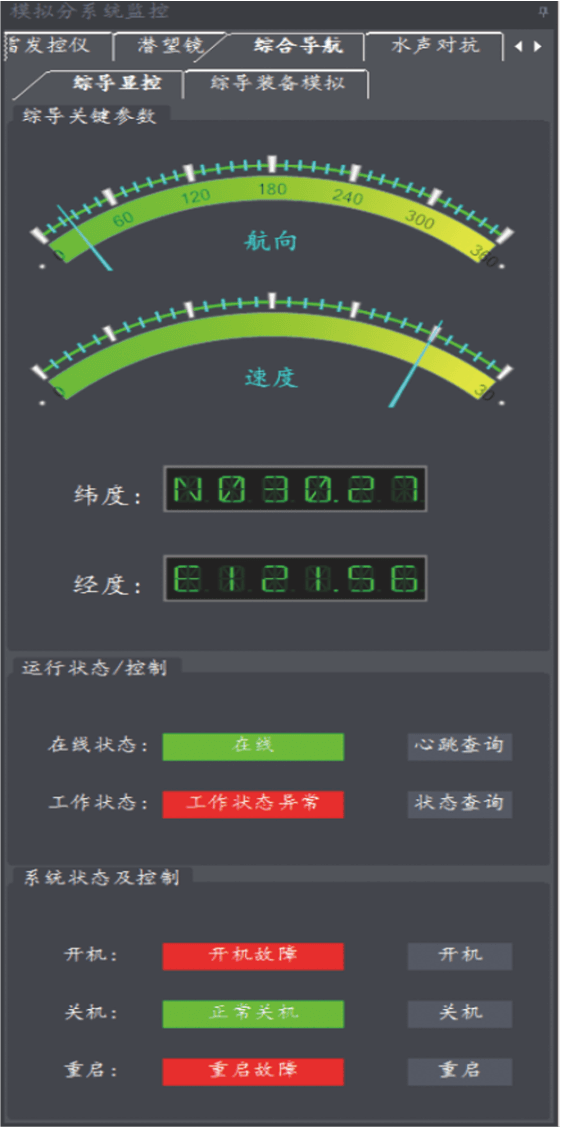 模拟分系统监控
雷发控仪 潜望镜 综合导航 水声对抗
综导显控 综导装备模拟
综导关键参数
0 60 120 180 240 300 360
航向
0 30
速度
纬度: N030.27
经度: E121.56
运行状态/控制
在线状态: 在线 心跳查询
工作状态: 工作状态异常 状态查询
系统状态及控制
开机: 开机故障 开机
关机: 正常关机 关机
重启: 重启故障 重启